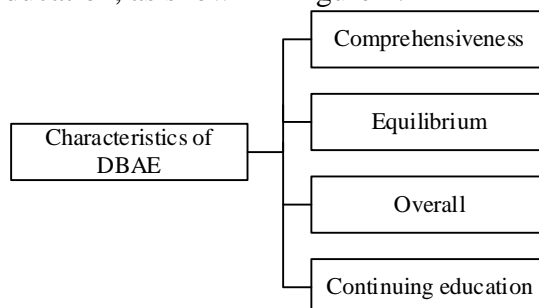 Comprehensiveness
Equilibrium
Characteristics of
DBAE
Overall
Continuing education